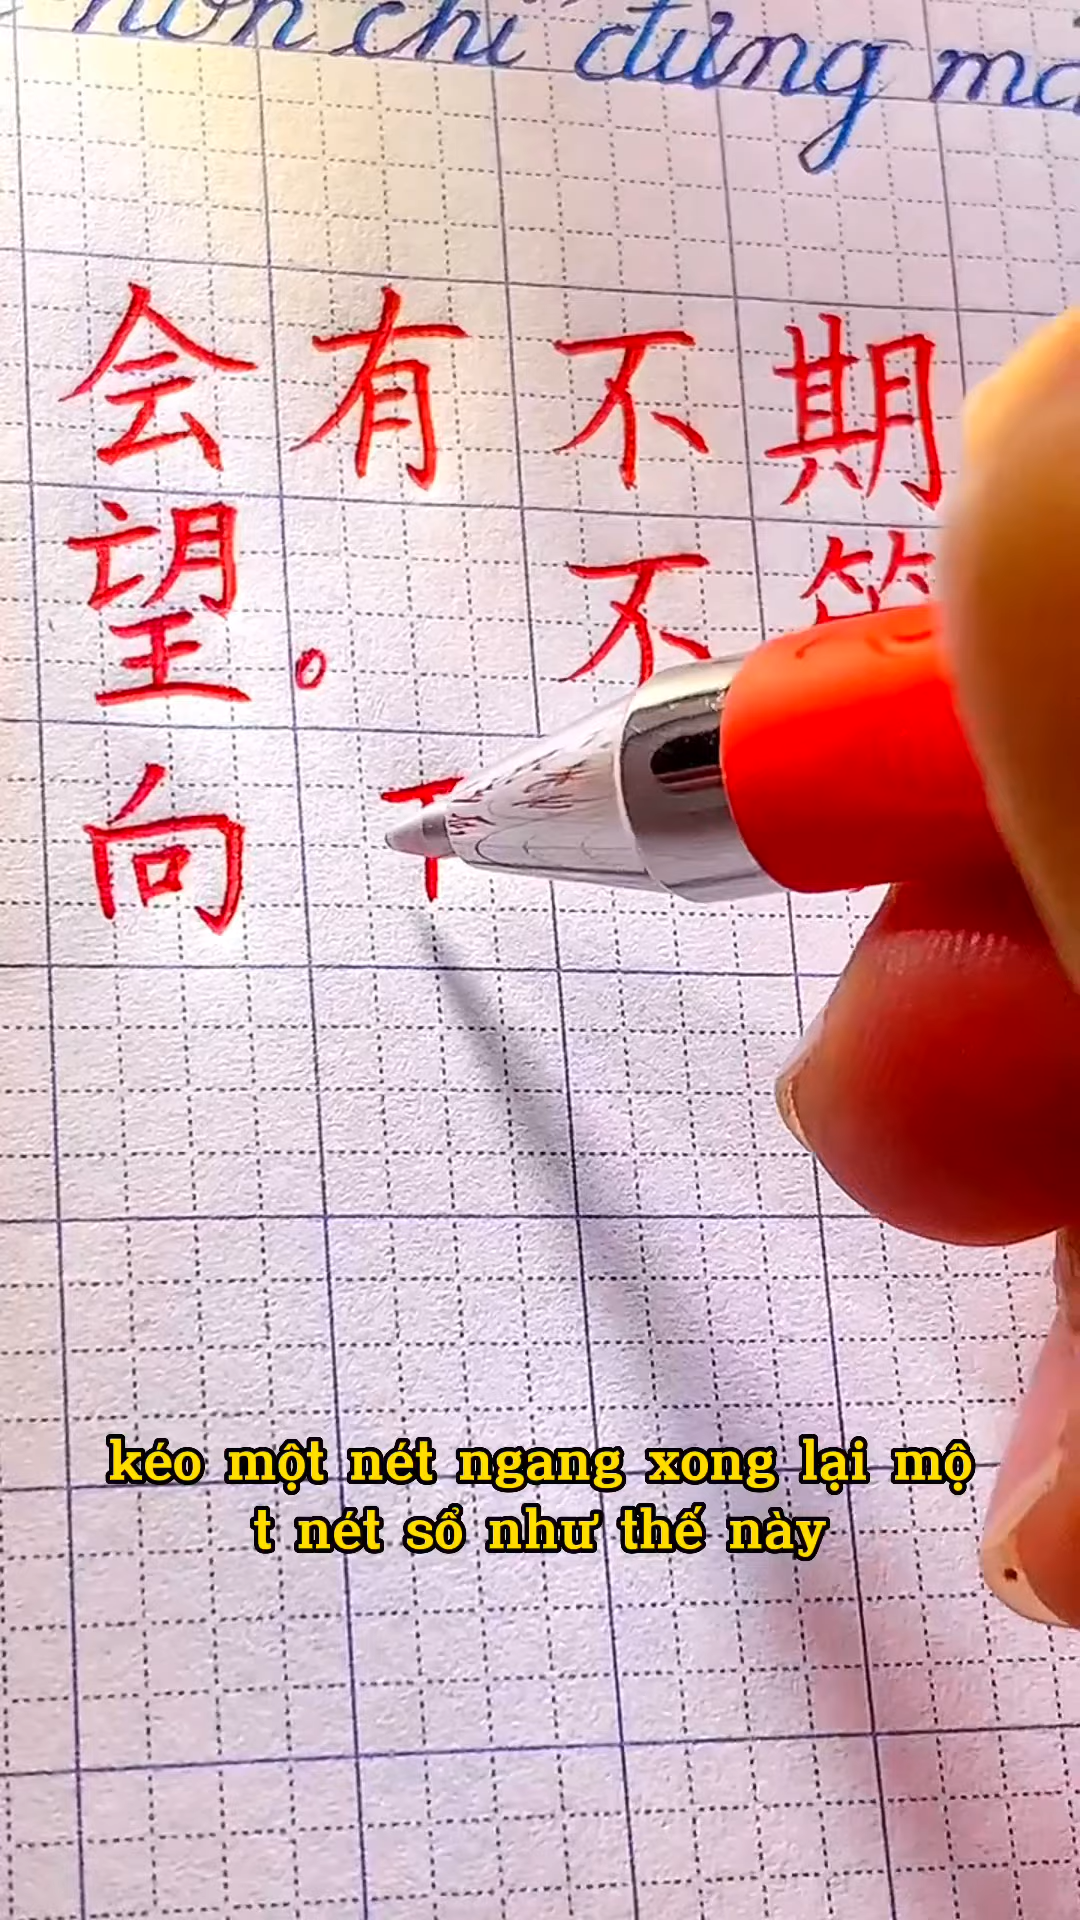 chỉ đừng
会有不期
望。不
向
kéo một nét ngang xong lại mộ
t nét sổ như thế này